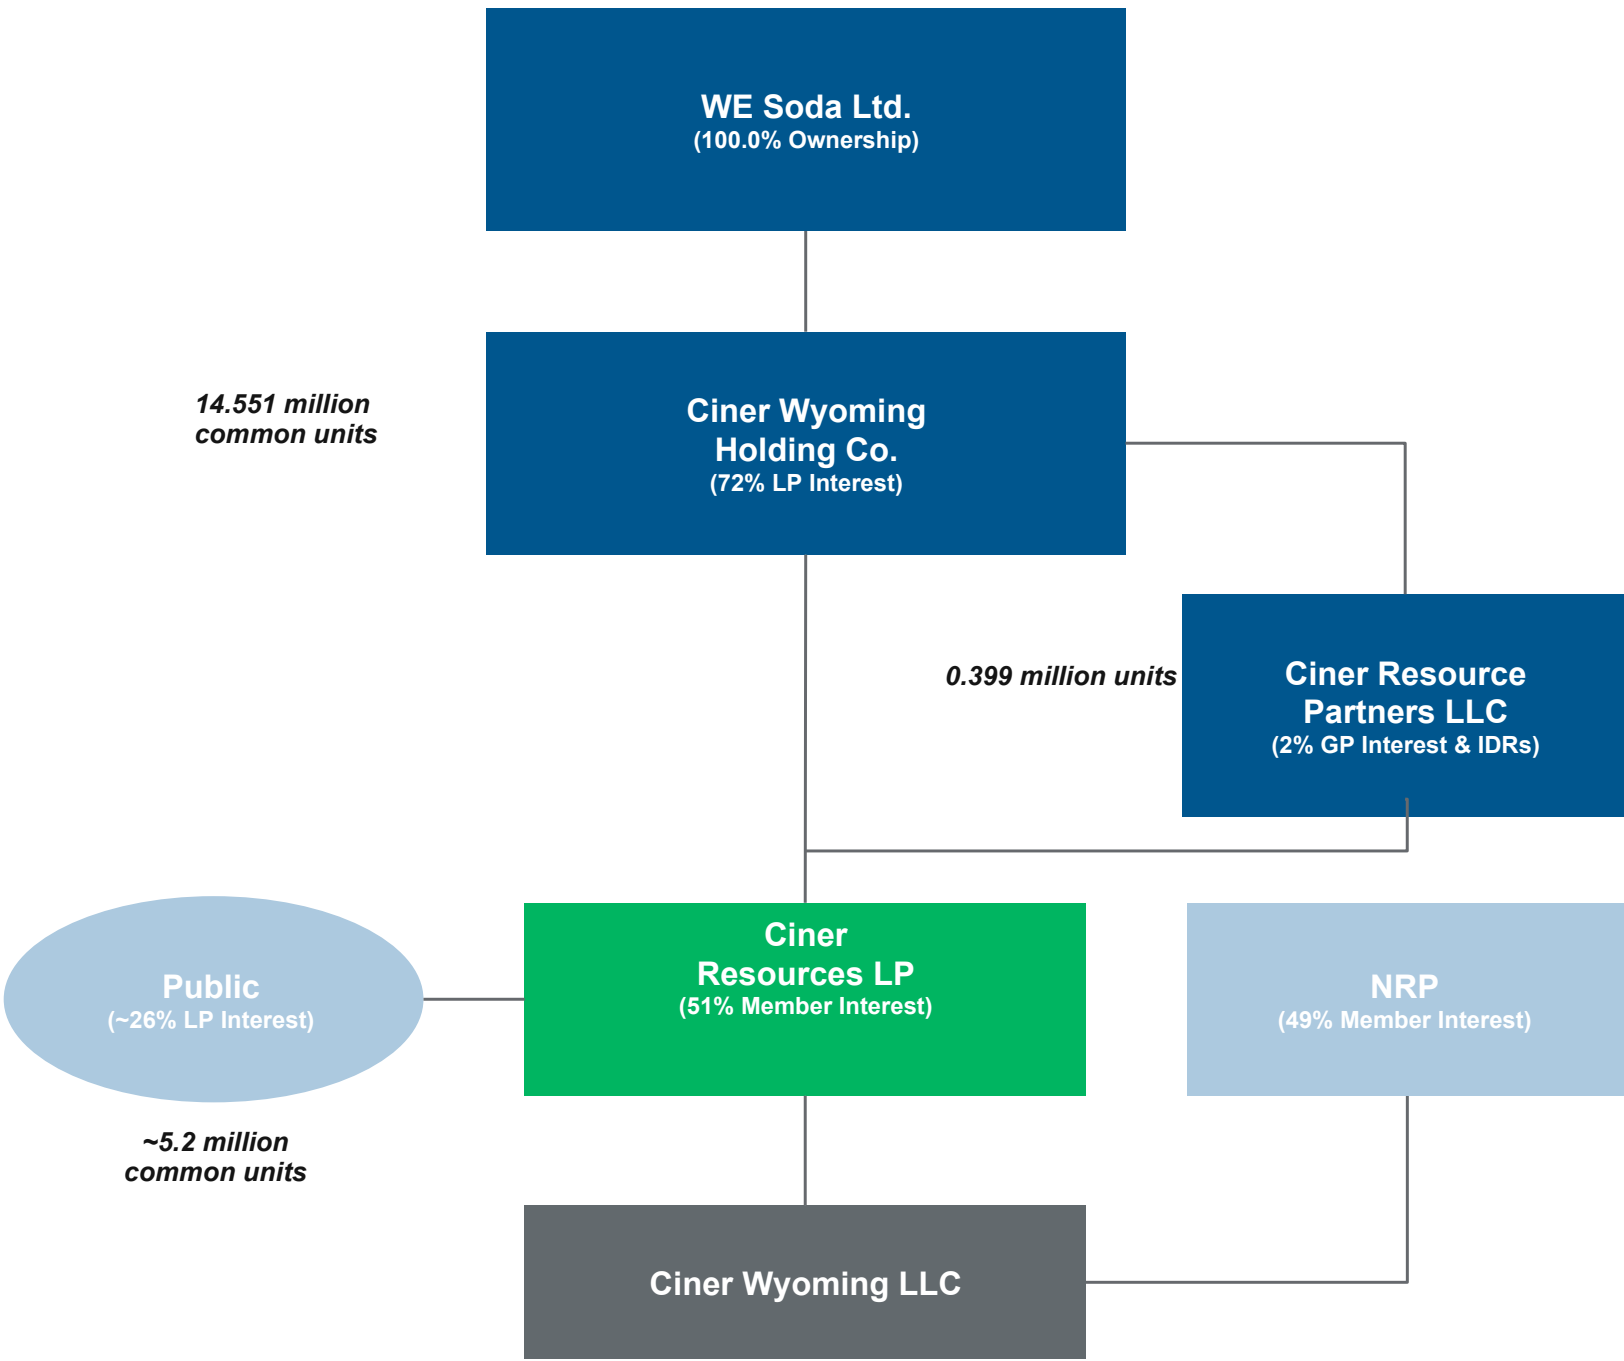 WE Soda Ltd.
(100.0% Ownership)
14.551 million
common units
Ciner Wyoming
Holding Co.
(72% LP Interest)
0.399 million units
Ciner Resource
Partners LLC
(2% GP Interest & IDRs)
Public
(~26% LP Interest)
Ciner
Resources LP
(51% Member Interest)
NRP
(49% Member Interest)
~5.2 million
common units
Ciner Wyoming LLC